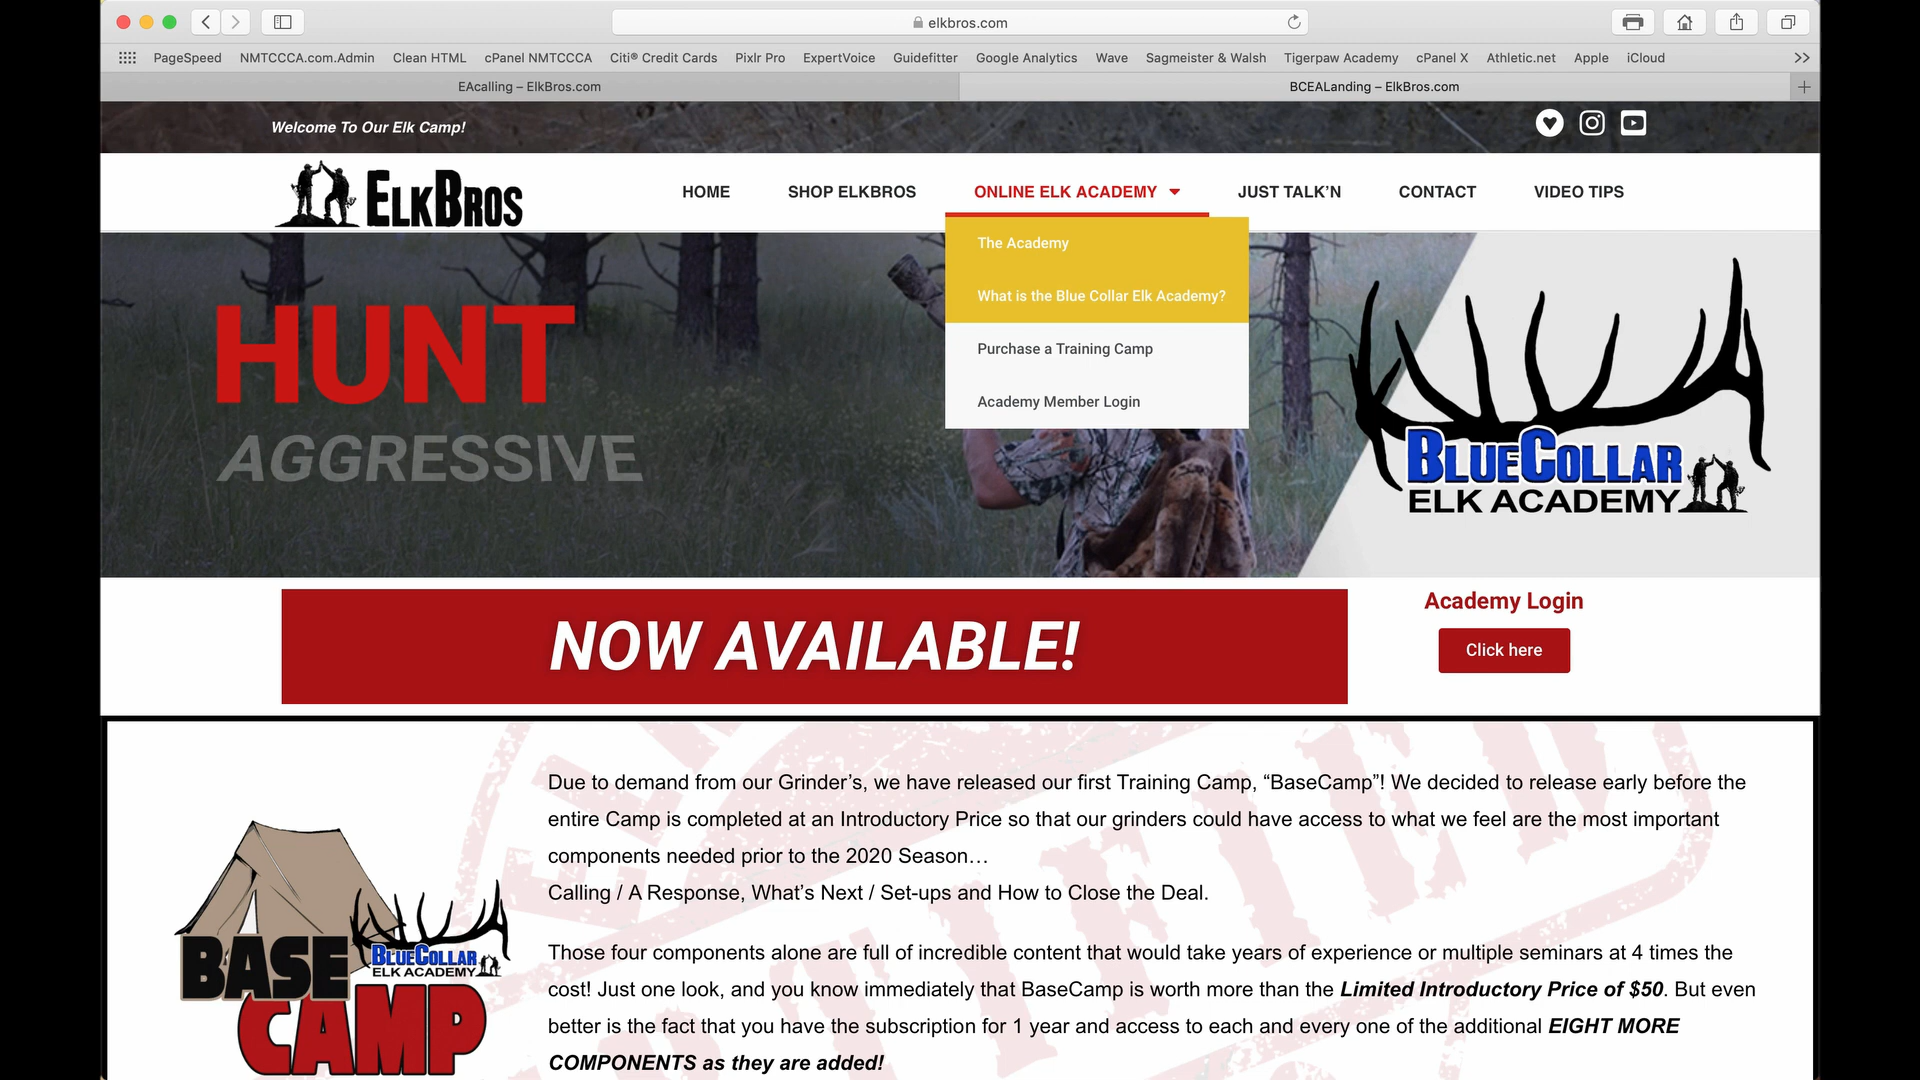 elkbros.com
PageSpeed NMTCCCA.com.Admin Clean HTML cPanel NMTCCCA Citi® Credit Cards Pixlr Pro ExpertVoice Guidefitter Google Analytics Wave Sagmeister & Walsh Tigerpaw Academy cPanel X Athletic.net Apple iCloud
EAcalling – ElkBros.com BCEALanding – ElkBros.com
Welcome To Our Elk Camp!
ELKBROS
HOME SHOP ELKBROS ONLINE ELK ACADEMY JUST TALK’N CONTACT VIDEO TIPS
The Academy
What is the Blue Collar Elk Academy?
Purchase a Training Camp
Academy Member Login
HUNT
AGGRESSIVE
BLUECOLLAR
ELK ACADEMY
NOW AVAILABLE!
Academy Login
Click here
Due to demand from our Grinder’s, we have released our first Training Camp, “BaseCamp”! We decided to release early before the
entire Camp is completed at an Introductory Price so that our grinders could have access to what we feel are the most important
components needed prior to the 2020 Season…
Calling / A Response, What’s Next / Set-ups and How to Close the Deal.
Those four components alone are full of incredible content that would take years of experience or multiple seminars at 4 times the
cost! Just one look, and you know immediately that BaseCamp is worth more than the Limited Introductory Price of $50. But even
better is the fact that you have the subscription for 1 year and access to each and every one of the additional EIGHT MORE
COMPONENTS as they are added!
BASE
BLUECOLLAR
ELK ACADEMY
CAMP